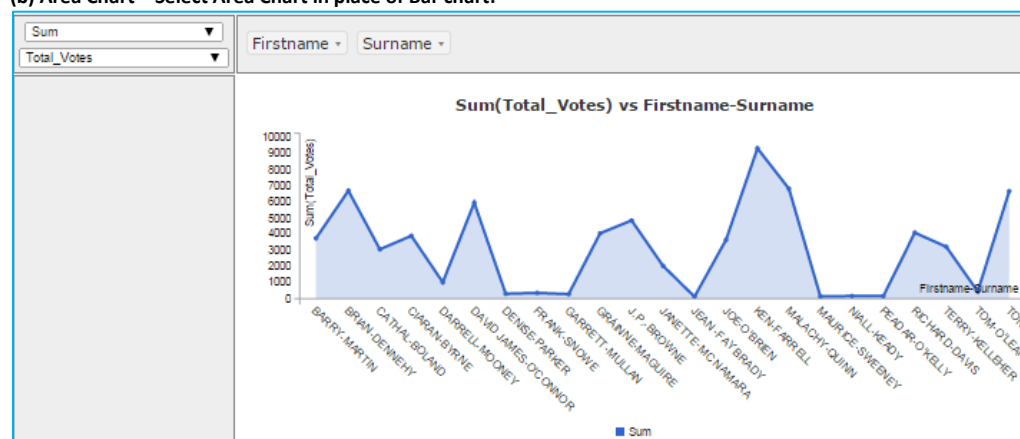 (b) Area Chart – Select Area Chart in place of Bar chart.
Sum ▼
Total_Votes ▼
Firstname ▾ Surname ▾
Sum(Total_Votes) vs Firstname-Surname
10000
9000
8000
7000
6000
5000
4000
3000
2000
1000
0
Sum(Total_Votes)
Firstname-Surname
BARRY-MARTIN
BRIAN-DENNEHY
CATHAL-BOLAND
CIARAN-BYRNE
DARRELL-MOONEY
DAVID JAMES-O'CONNOR
DENISE-PARKER
FRANK-SNOWE
GARRETT-MULLAN
GRAINNE-MAGUIRE
J.P.-BROWNE
JANETTE-MCNAMARA
JEAN-FAYBRADY
JOE-O'BRIEN
KEN-FARRELL
MALACHY-QUINN
MAURICE-SWEENEY
NIALL-KEADY
PEADAR-O'KELLY
RICHARD-DAVIS
TERRY-KELLEHER
Sum